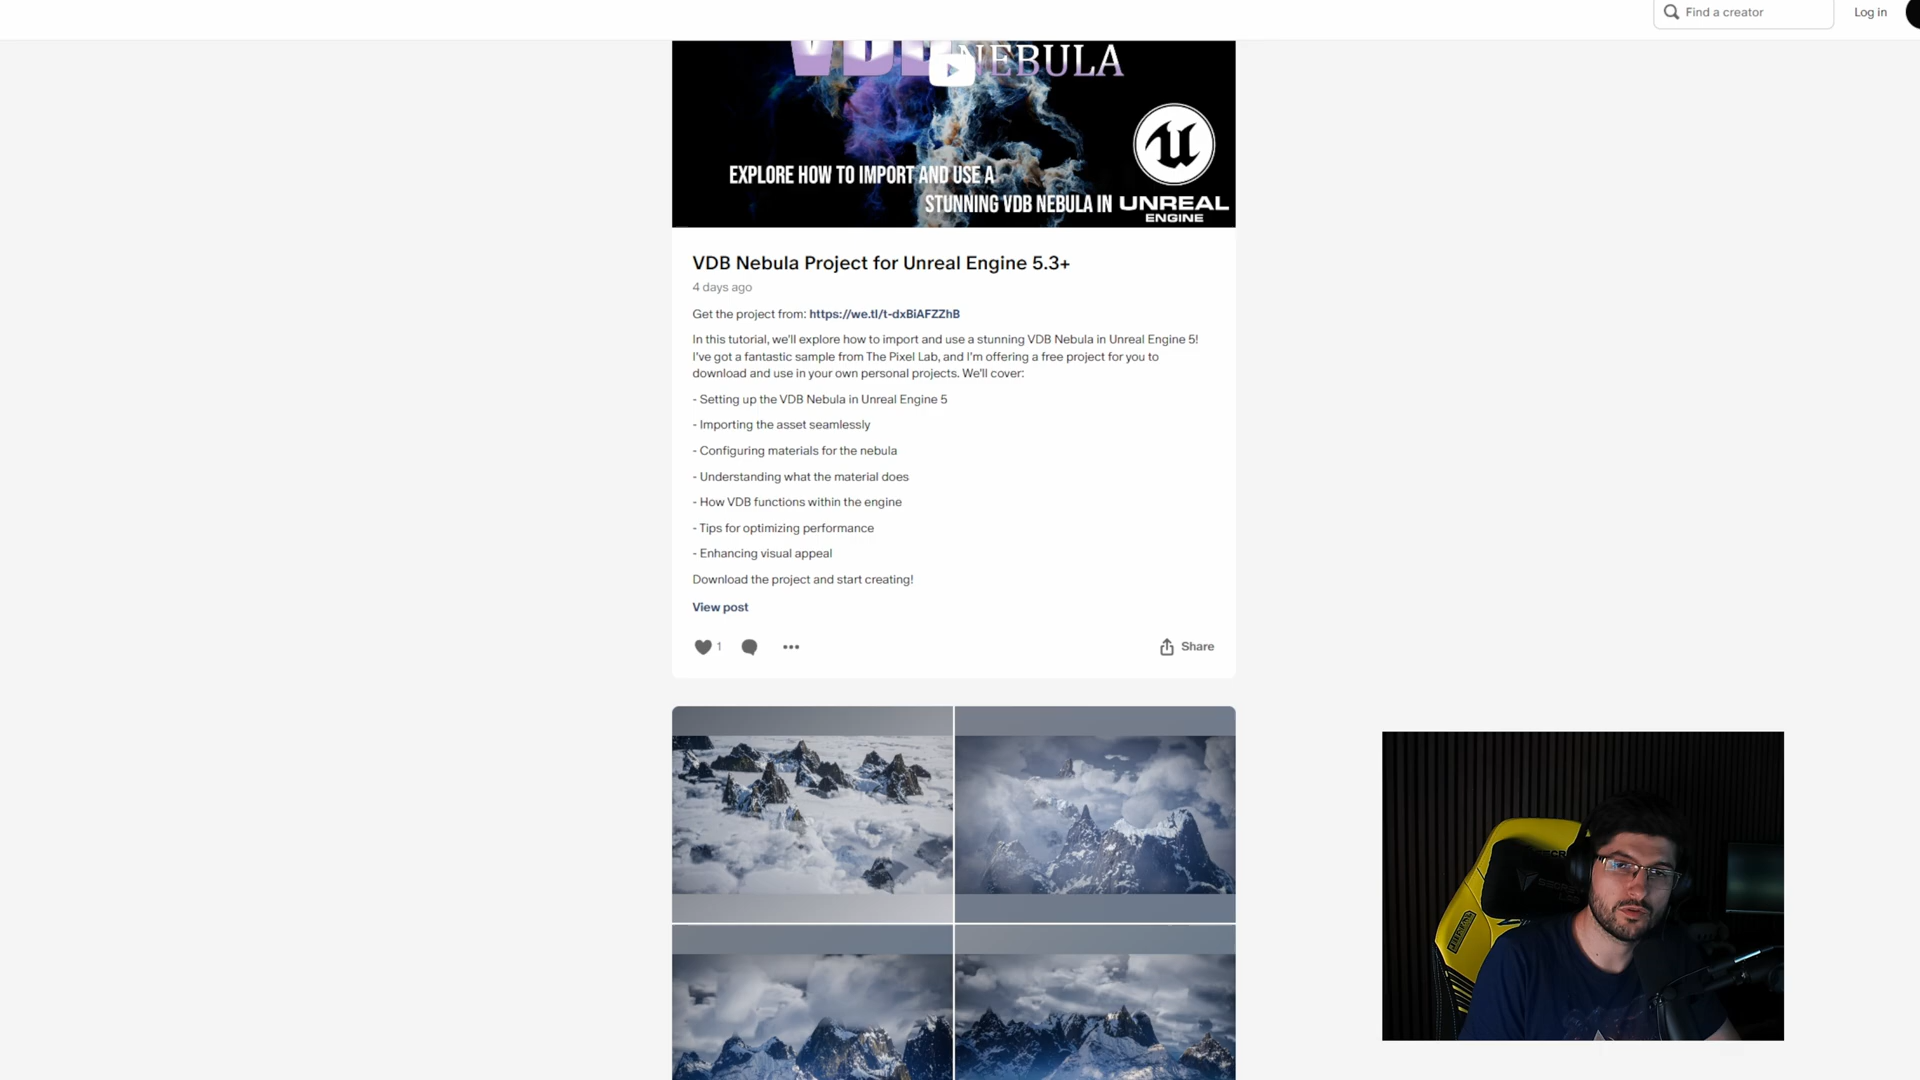 Find a creator
Log in
VDB NEBULA
EXPLORE HOW TO IMPORT AND USE A
STUNNING VDB NEBULA IN UNREAL
ENGINE
VDB Nebula Project for Unreal Engine 5.3+
4 days ago
Get the project from: https://we.tl/t-dxBiAFZZhB
In this tutorial, we'll explore how to import and use a stunning VDB Nebula in Unreal Engine 5!
I've got a fantastic sample from The Pixel Lab, and I'm offering a free project for you to
download and use in your own personal projects. We'll cover:
- Setting up the VDB Nebula in Unreal Engine 5
- Importing the asset seamlessly
- Configuring materials for the nebula
- Understanding what the material does
- How VDB functions within the engine
- Tips for optimizing performance
- Enhancing visual appeal
Download the project and start creating!
View post
1
Share